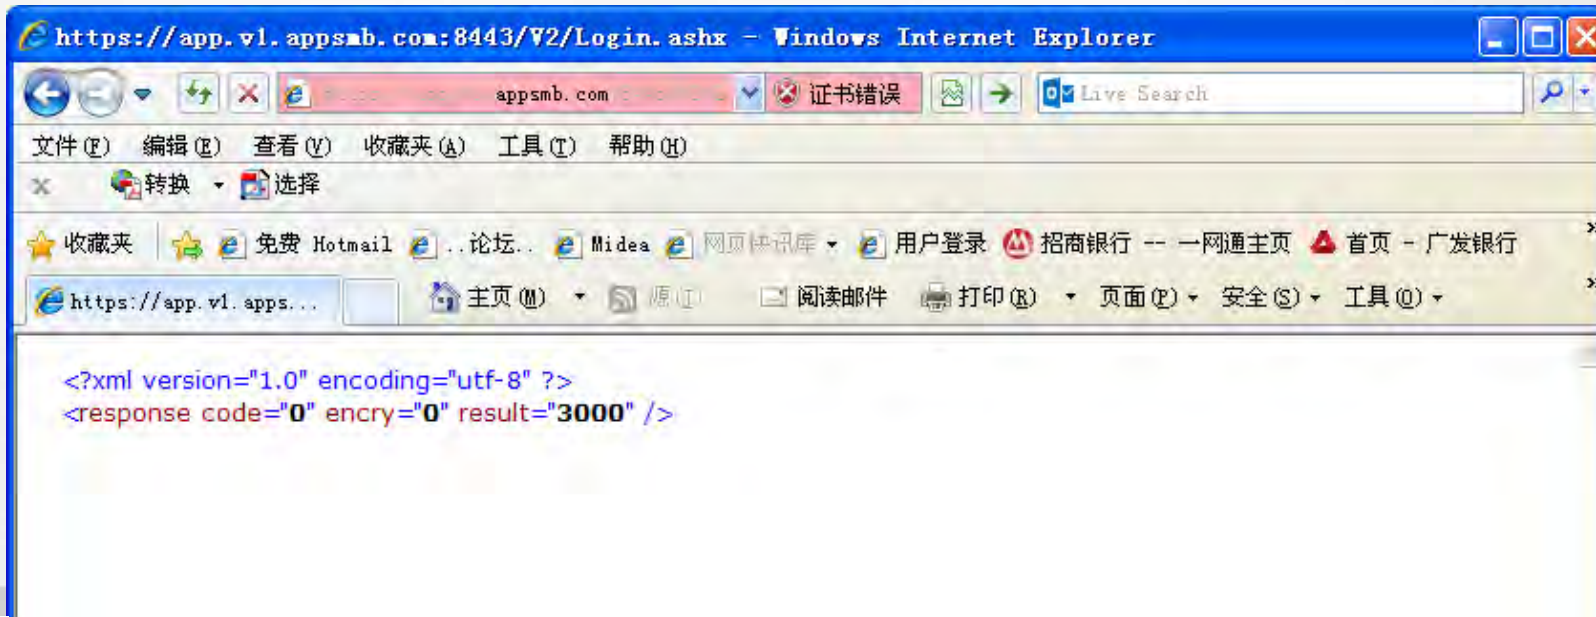 https://app.v1.appsmb.com:8443/V2/Login.ashx - Windows Internet Explorer
appsmb.com 证书错误 Live Search
文件(F) 编辑(E) 查看(V) 收藏夹(A) 工具(T) 帮助(H)
x 转换 选择
收藏夹 免费 Hotmail ..论坛.. Midea 网页快讯库 用户登录 招商银行 -- 一网通主页 首页 - 广发银行 »
https://app.v1.apps... 主页(M) 源(I) 阅读邮件 打印(R) 页面(P) 安全(S) 工具(O) »
<?xml version="1.0" encoding="utf-8" ?>
<response code="0" encry="0" result="3000" />